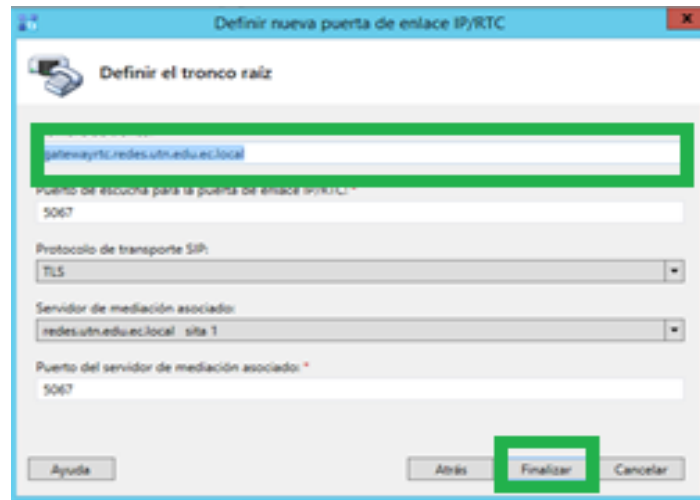 Definir nueva puerta de enlace IP/RTC
x
Definir el tronco raíz
gatewayrtc.redes.utn.edu.ec.local
Puerto de escucha para la puerta de enlace IP/RTC: *
5067
Protocolo de transporte SIP:
TLS
Servidor de mediación asociado:
redes.utn.edu.ec.local sita 1
Puerto del servidor de mediación asociado: *
5067
Ayuda
Atrás
Finalizar
Cancelar